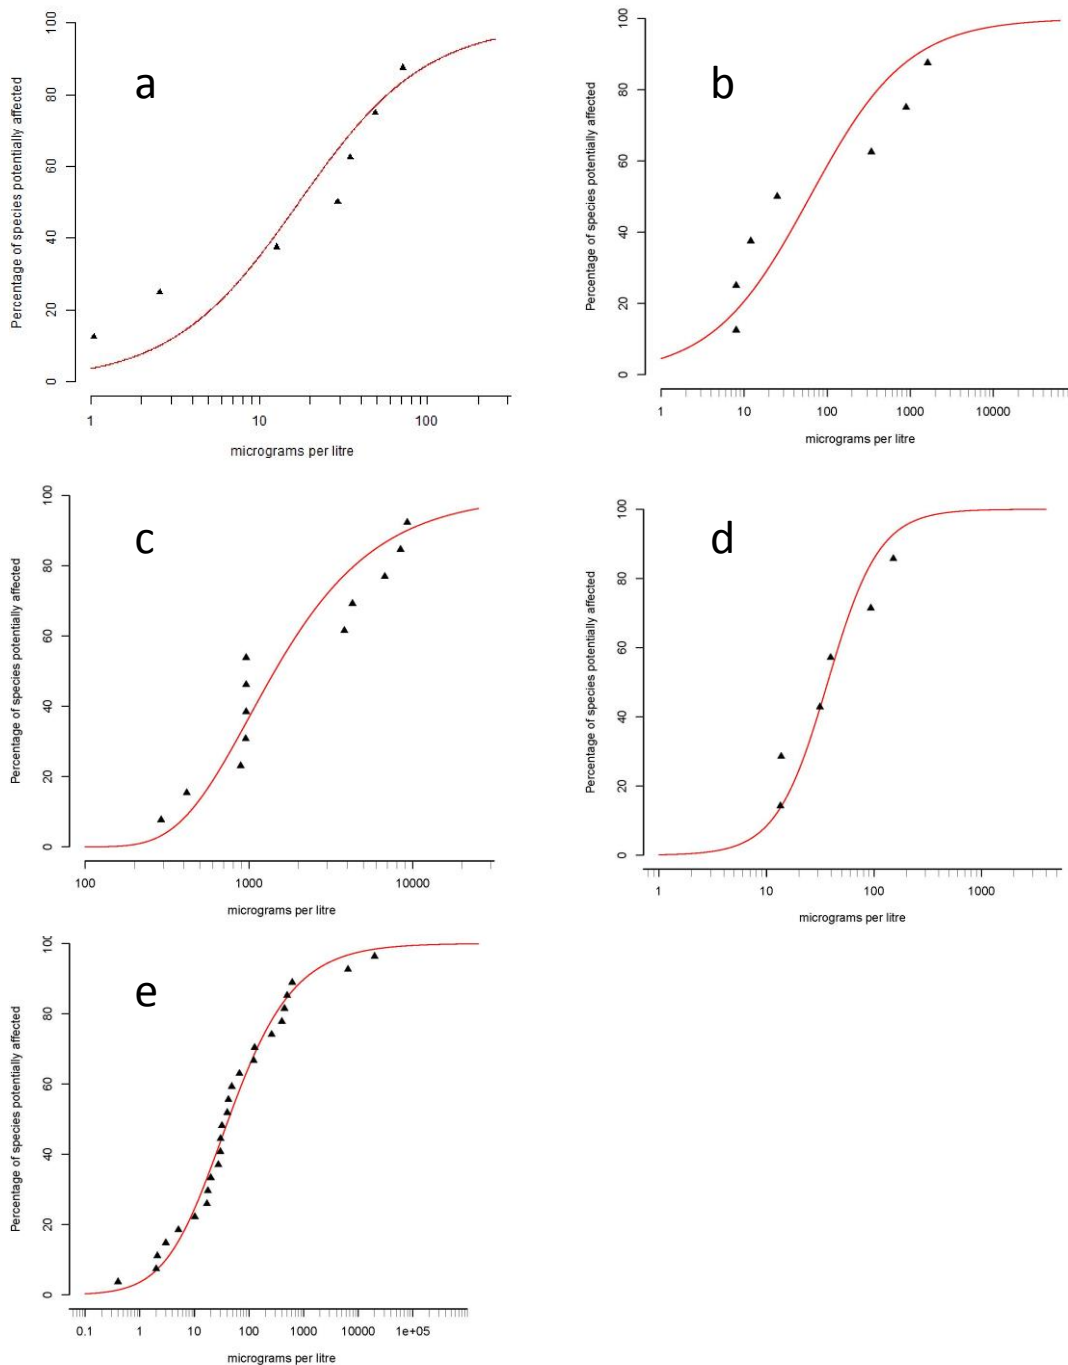 a
Percentage of species potentially affected
100
80
60
40
20
0
1 10 100
micrograms per litre
b
Percentage of species potentially affected
100
80
60
40
20
0
1 10 100 1000 10000
micrograms per litre
c
Percentage of species potentially affected
100
80
60
40
20
0
100 1000 10000
micrograms per litre
d
Percentage of species potentially affected
100
80
60
40
20
0
1 10 100 1000
micrograms per litre
e
Percentage of species potentially affected
80
60
40
20
0
0.1 1 10 100 1000 10000 1e+05
micrograms per litre